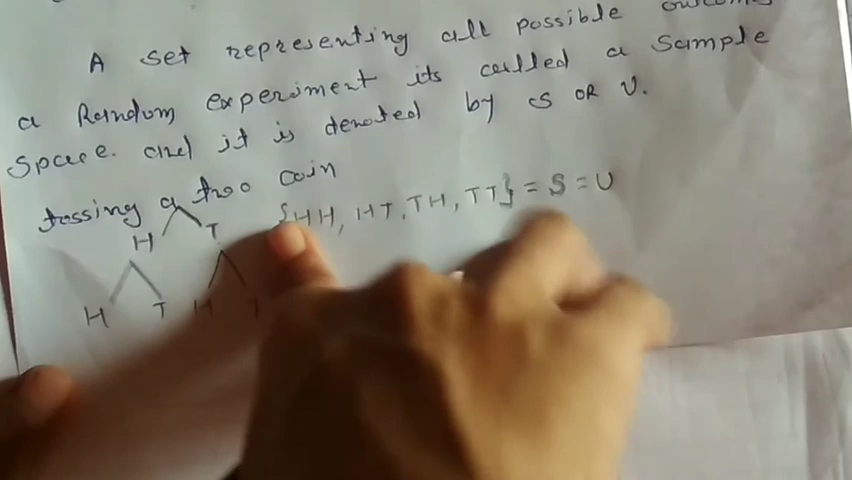 A set representing all possible outcomes
a Random experiment its called a sample
space. and it is denoted by S OR U.
tossing a two coin
{HH, HT, TH, TT} = S = U
H T
H T H